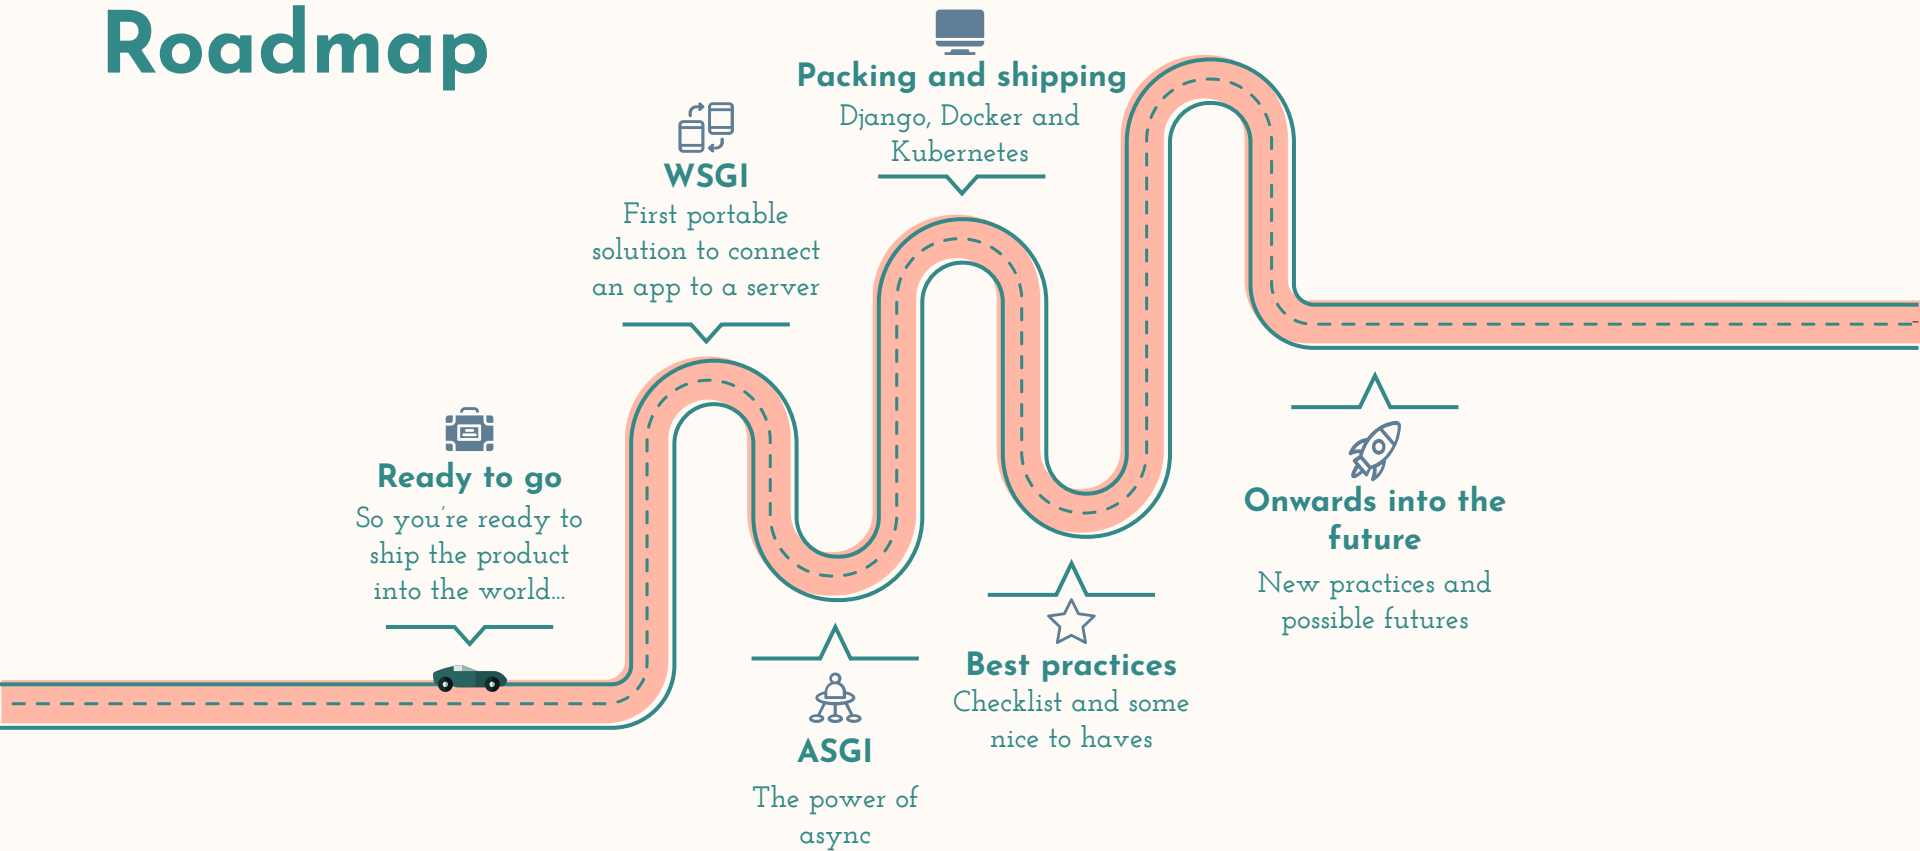 Roadmap
Ready to go
So you're ready to
ship the product
into the world...
WSGI
First portable
solution to connect
an app to a server
ASGI
The power of
async
Packing and shipping
Django, Docker and
Kubernetes
Best practices
Checklist and some
nice to haves
Onwards into the
future
New practices and
possible futures